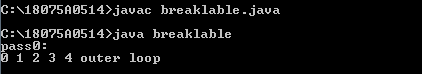 C:\18075A0514>javac breaklable.java
C:\18075A0514>java breaklable
pass0:
0 1 2 3 4 outer loop